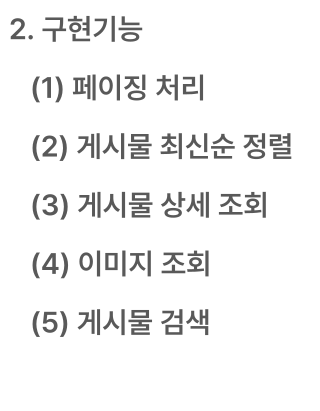 2. 구현기능
(1) 페이징 처리
(2) 게시물 최신순 정렬
(3) 게시물 상세 조회
(4) 이미지 조회
(5) 게시물 검색